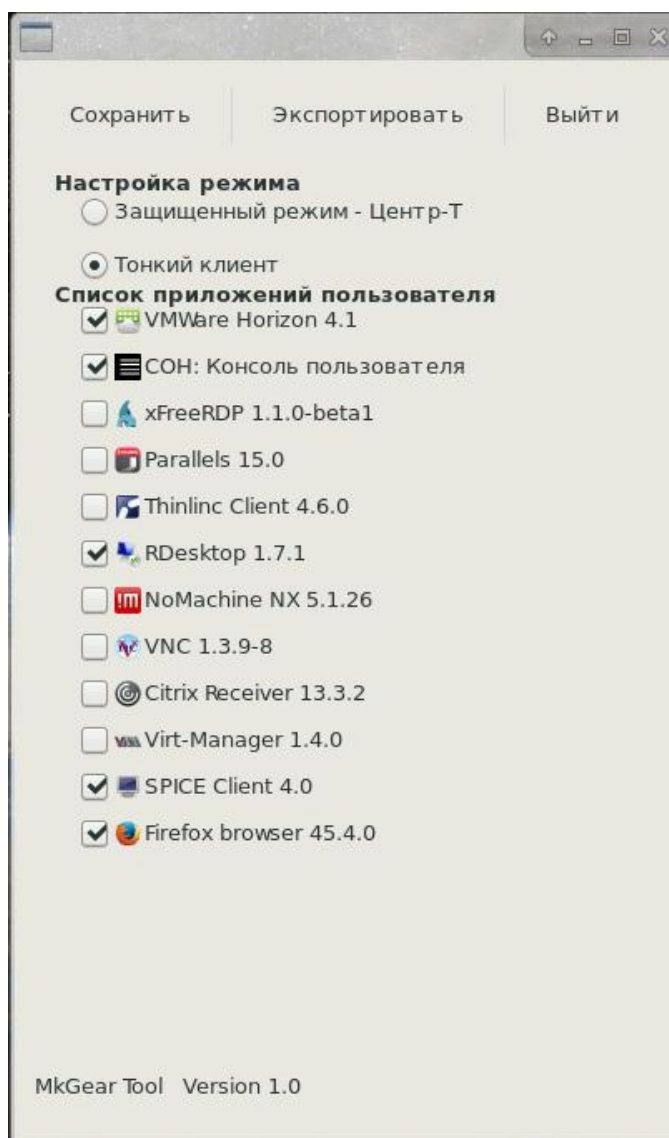 Сохранить Экспортировать Выйти
Настройка режима
Защищенный режим - Центр-Т
Тонкий клиент
Список приложений пользователя
VMWare Horizon 4.1
СОН: Консоль пользователя
xFreeRDP 1.1.0-beta1
Parallels 15.0
Thinlinc Client 4.6.0
RDesktop 1.7.1
NoMachine NX 5.1.26
VNC 1.3.9-8
Citrix Receiver 13.3.2
Virt-Manager 1.4.0
SPICE Client 4.0
Firefox browser 45.4.0
MkGear Tool Version 1.0